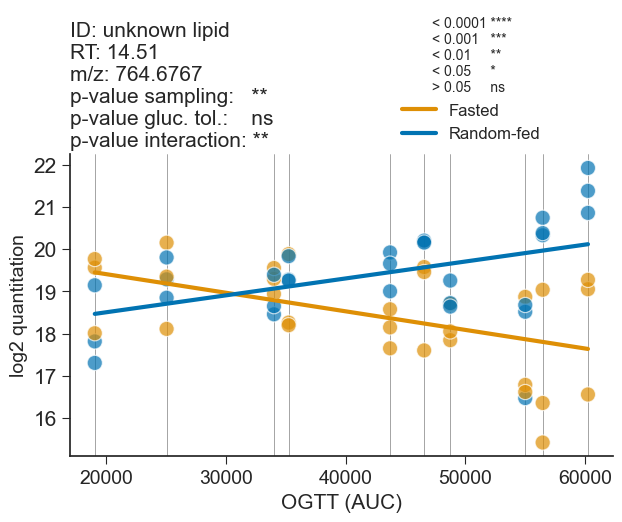 ID: unknown lipid
RT: 14.51
m/z: 764.6767
p-value sampling: **
p-value gluc. tol.: ns
p-value interaction: **
< 0.0001 ****
< 0.001 ***
< 0.01 **
< 0.05 *
> 0.05 ns
Fasted
Random-fed
log2 quantitation
22
21
20
19
18
17
16
20000 30000 40000 50000 60000
OGTT (AUC)